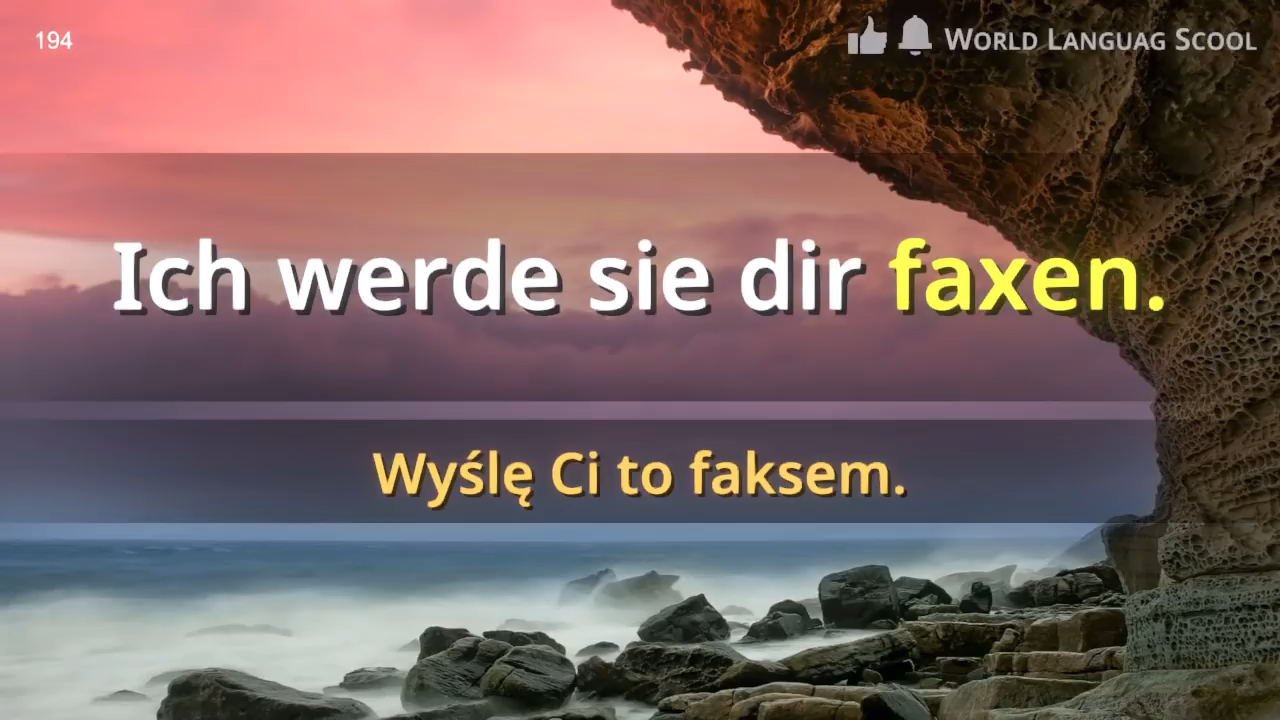 194
World Languag Scool
Ich werde sie dir faxen.
Wyślę Ci to faksem.